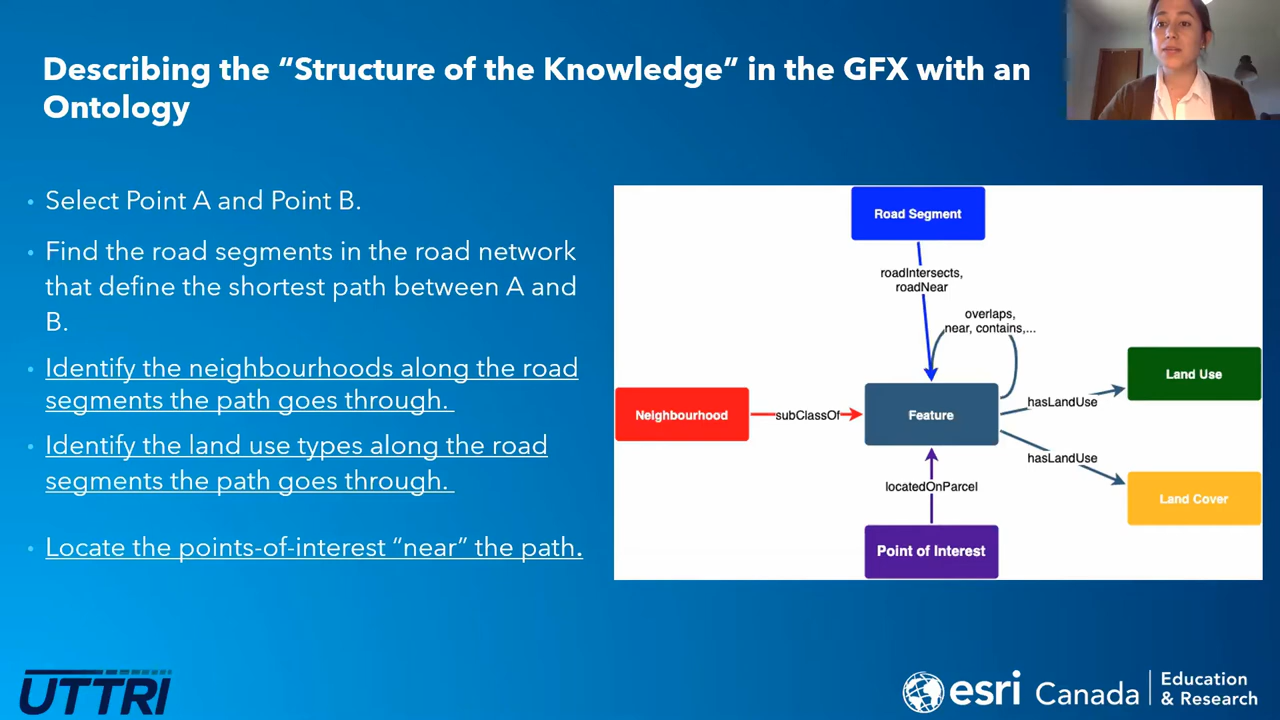 Describing the “Structure of the Knowledge” in the GFX with an
Ontology
• Select Point A and Point B.
• Find the road segments in the road network
that define the shortest path between A and
B.
• Identify the neighbourhoods along the road
segments the path goes through.
• Identify the land use types along the road
segments the path goes through.
• Locate the points-of-interest “near” the path.
Road Segment
roadIntersects,
roadNear
overlaps,
near, contains,...
Land Use
hasLandUse
Neighbourhood
subClassOf
Feature
hasLandUse
locatedOnParcel
Land Cover
Point of Interest
UTTRI
esri Canada
Education
& Research